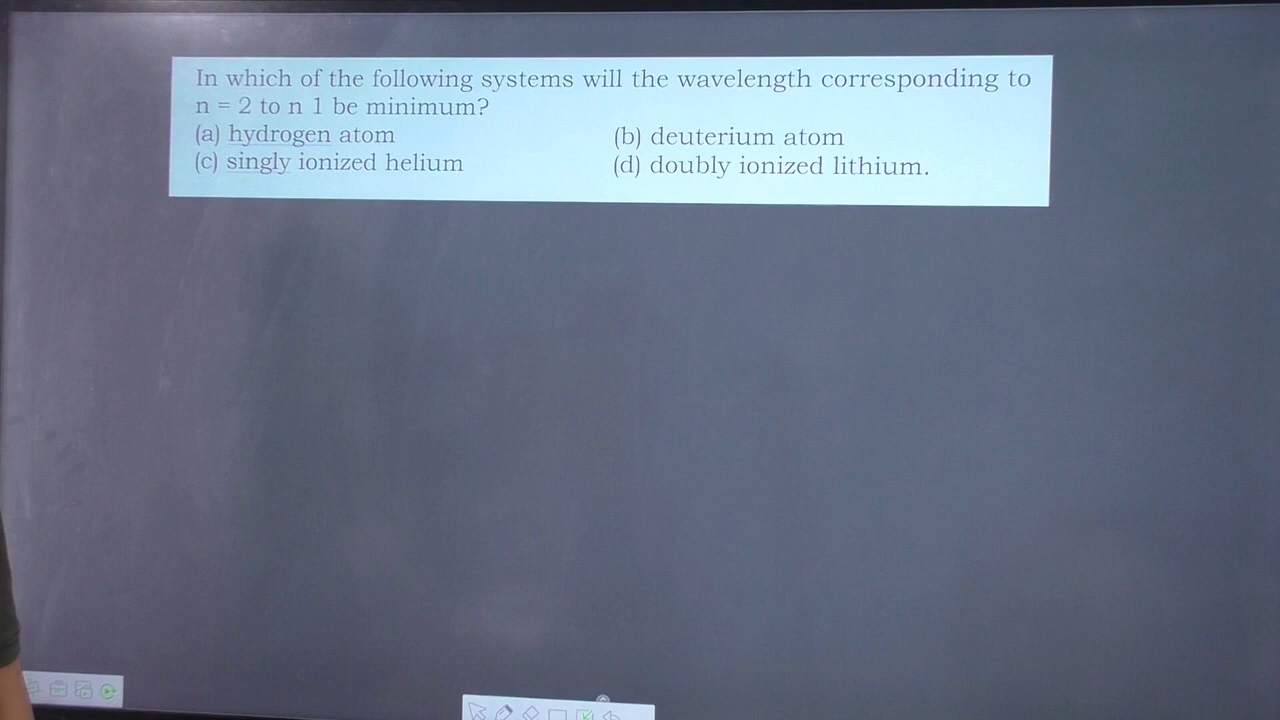 In which of the following systems will the wavelength corresponding to
n = 2 to n 1 be minimum?
(a) hydrogen atom (b) deuterium atom
(c) singly ionized helium (d) doubly ionized lithium.